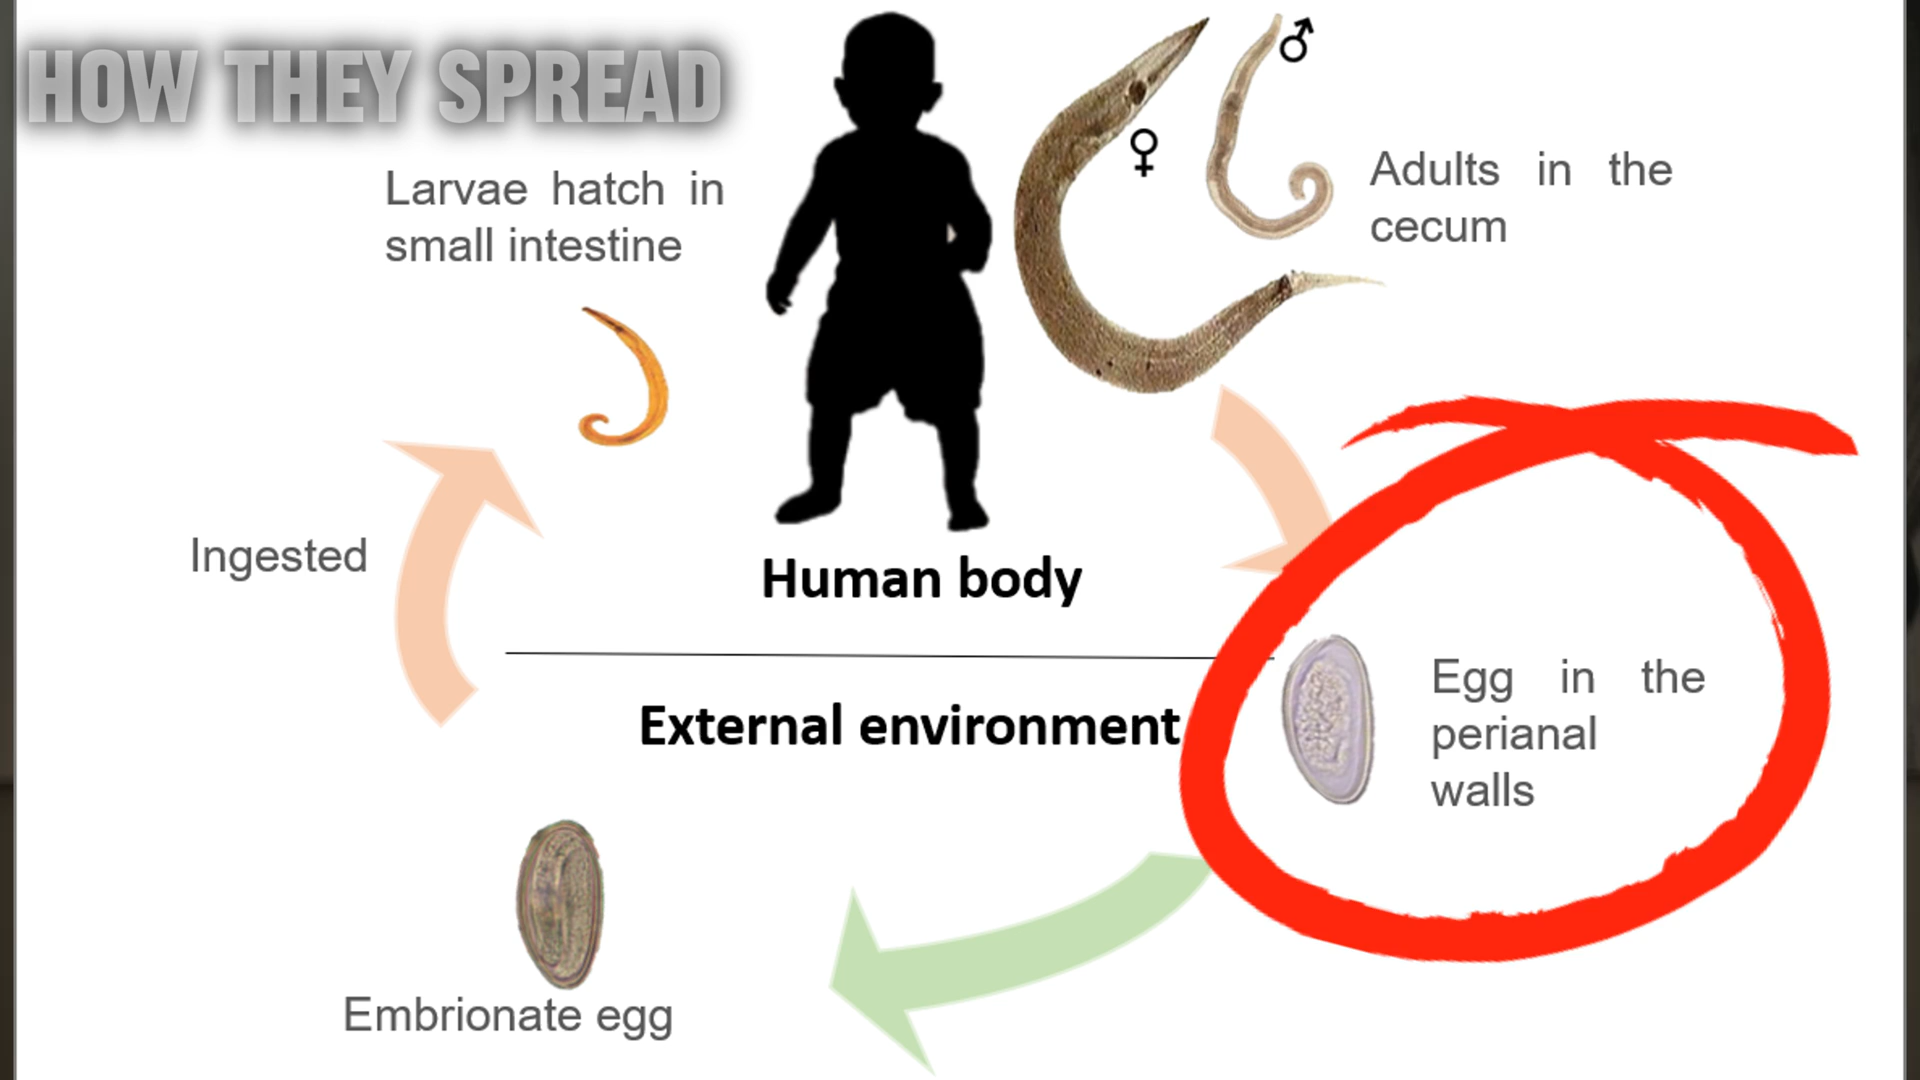 HOW THEY SPREAD
Larvae hatch in
small intestine
♀
♂
Adults in the
cecum
Ingested
Human body
External environment
Egg in the
perianal
walls
Embrionate egg